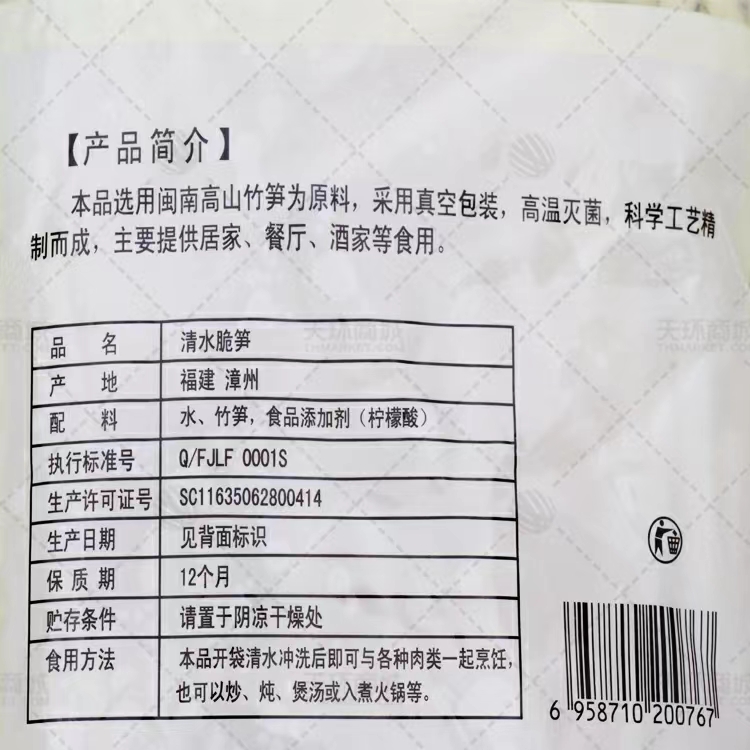 【产品简介】
本品选用闽南高山竹笋为原料，采用真空包装，高温灭菌，科学工艺精
制而成，主要提供居家、餐厅、酒家等食用。
品 名 清水脆笋
产 地 福建 漳州
配 料 水、竹笋，食品添加剂（柠檬酸）
执行标准号 Q/FJLF 0001S
生产许可证号 SC11635062800414
生产日期 见背面标识
保 质 期 12个月
贮存条件 请置于阴凉干燥处
食用方法 本品开袋清水冲洗后即可与各种肉类一起烹饪，
也可以炒、炖、煲汤或入煮火锅等。
6 958710 200767
天环商城